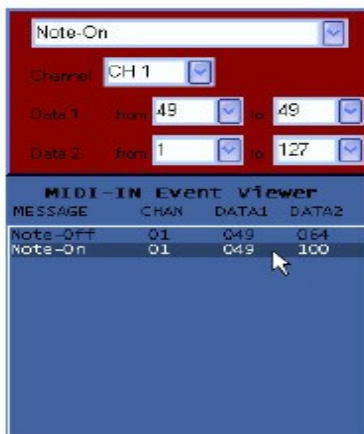 Note-On
Channel CH 1
Data 1 from 49 to 49
Data 2 from 1 to 127
MIDI-IN Event Viewer
MESSAGE CHAN DATA1 DATA2
Note-Off 01 049 064
Note-On 01 049 100